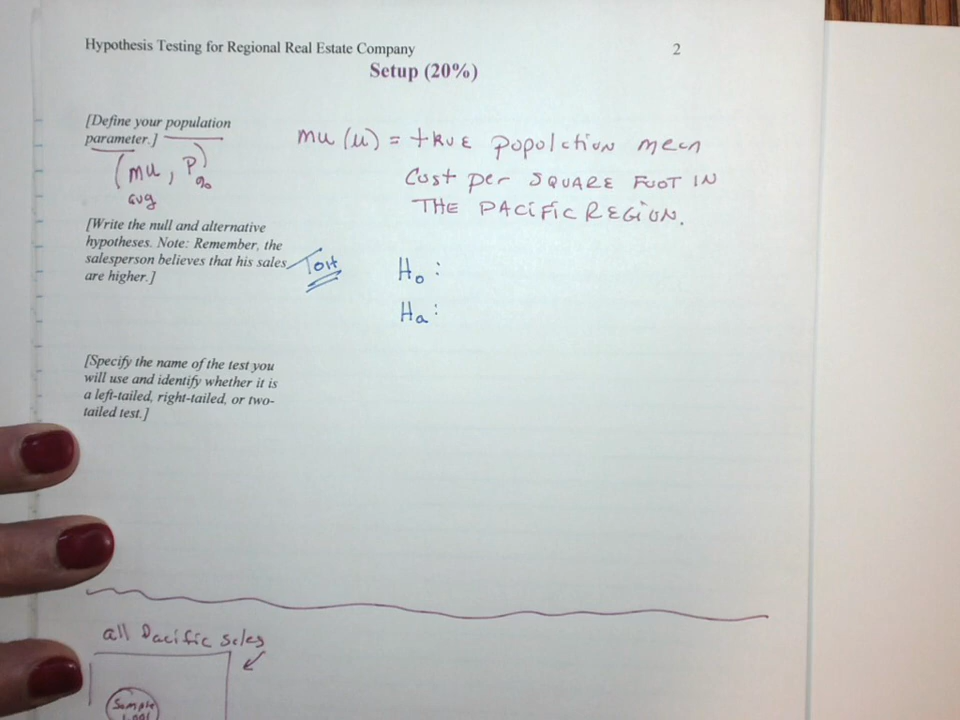 Hypothesis Testing for Regional Real Estate Company 2
Setup (20%)
[Define your population
parameter.]
(mu, P)
avg %
mu (u) = tRUE popolation mean
Cost per SQUARE FOOT IN
THE PACIFIC REGION.
[Write the null and alternative
hypotheses. Note: Remember, the
salesperson believes that his sales
are higher.]
Ho:
Ha:
[Specify the name of the test you
will use and identify whether it is
a left-tailed, right-tailed, or two-
tailed test.]
all Pacific sales
Sample